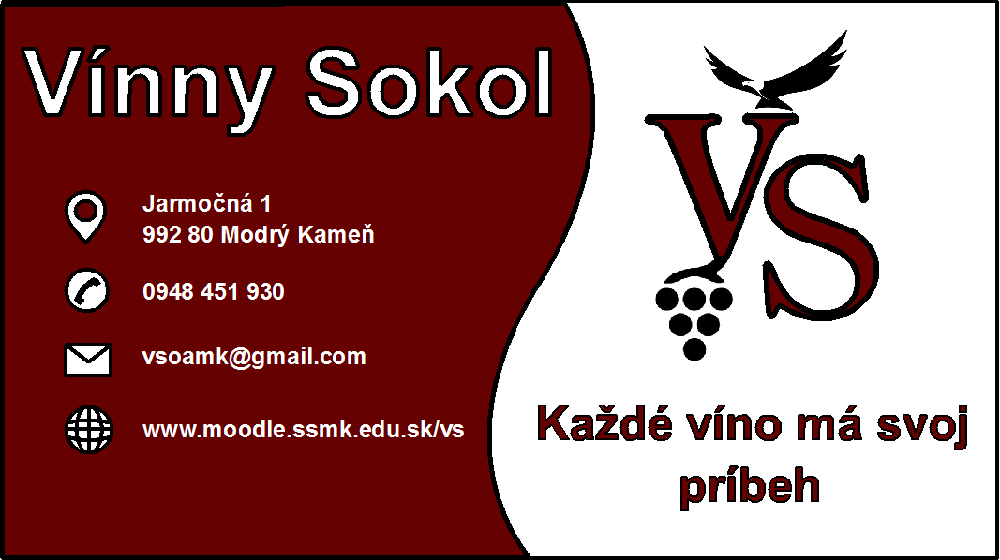 Vínny Sokol
Jarmočná 1
992 80 Modrý Kameň
0948 451 930
vsoamk@gmail.com
www.moodle.ssmk.edu.sk/vs
VS
Každé víno má svoj
príbeh